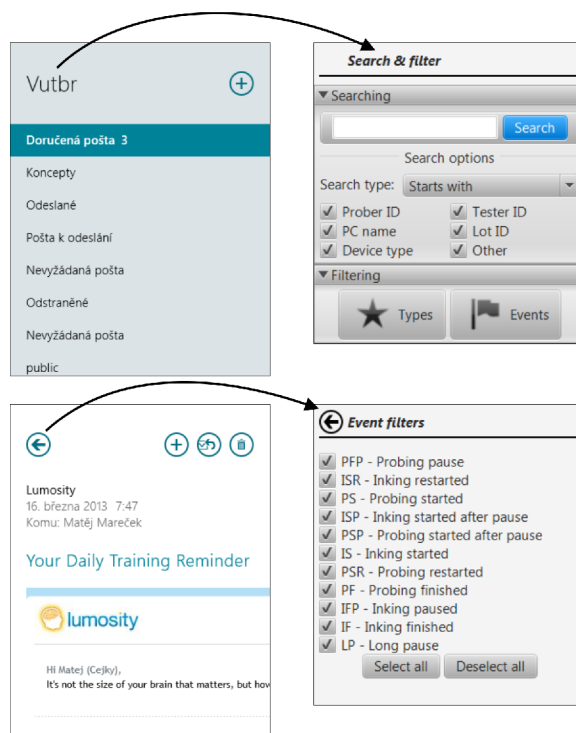 Vutbr
Doručená pošta 3
Koncepty
Odeslané
Pošta k odeslání
Nevyžádaná pošta
Odstraněné
Nevyžádaná pošta
public
Search & filter
Searching
Search
Search options
Search type: Starts with
Prober ID Tester ID
PC name Lot ID
Device type Other
Filtering
Types Events
Lumosity
16. března 2013 7:47
Komu: Matěj Mareček
Your Daily Training Reminder
lumosity
Hi Matej (Cejky),
It's not the size of your brain that matters, but how
Event filters
PFP - Probing pause
ISR - Inking restarted
PS - Probing started
ISP - Inking started after pause
PSP - Probing started after pause
IS - Inking started
PSR - Probing restarted
PF - Probing finished
IFP - Inking paused
IF - Inking finished
LP - Long pause
Select all Deselect all